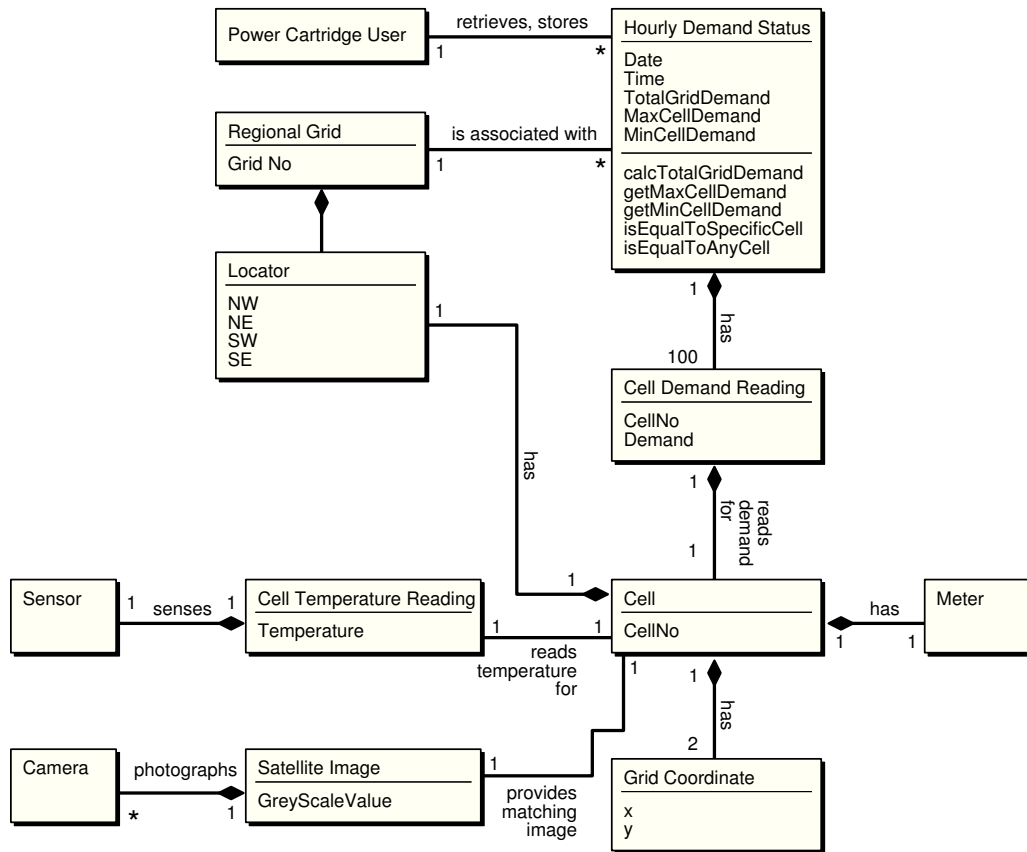 Power Cartridge User
retrieves, stores
1
*
Hourly Demand Status
Date
Time
TotalGridDemand
MaxCellDemand
MinCellDemand
calcTotalGridDemand
getMaxCellDemand
getMinCellDemand
isEqualToSpecificCell
isEqualToAnyCell
Regional Grid
Grid No
is associated with
1
*
Locator
NW
NE
SW
SE
1
has
1
1
has
100
Cell Demand Reading
CellNo
Demand
1
reads
demand
for
1
Sensor
1
senses
1
Cell Temperature Reading
Temperature
1
1
reads
temperature
for
Cell
CellNo
has
1
1
Meter
1
1
has
2
Camera
photographs
*
1
Satellite Image
GreyScaleValue
1
provides
matching
image
Grid Coordinate
x
y